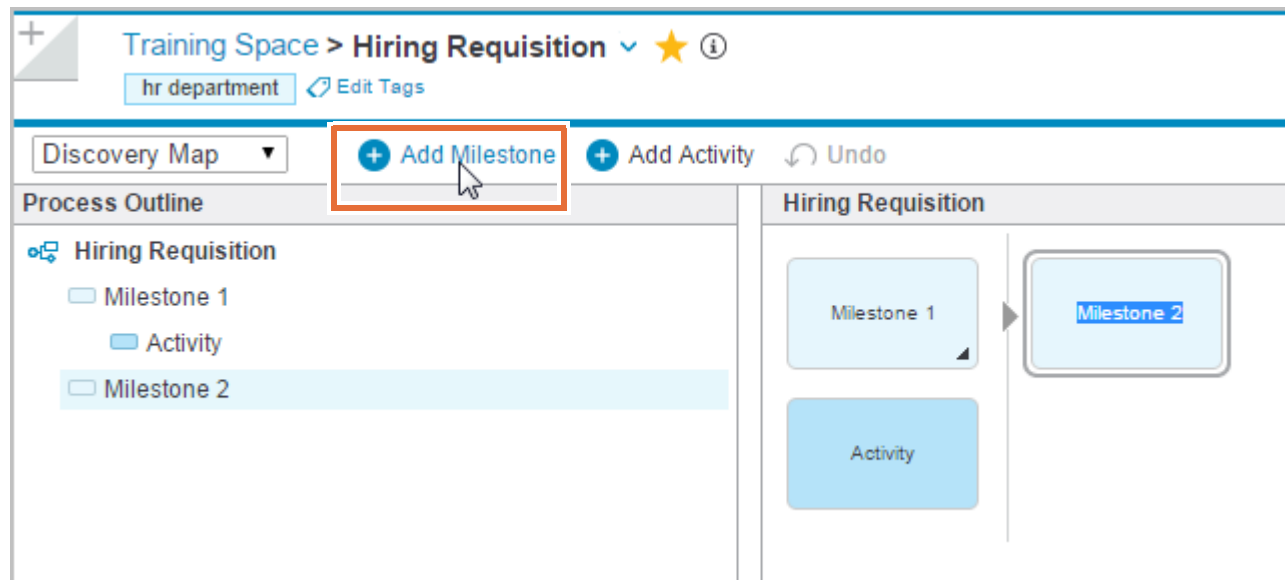 Training Space > Hiring Requisition
hr department Edit Tags
Discovery Map Add Milestone Add Activity Undo
Process Outline
Hiring Requisition
Milestone 1
Activity
Milestone 2
Hiring Requisition
Milestone 1 Milestone 2
Activity